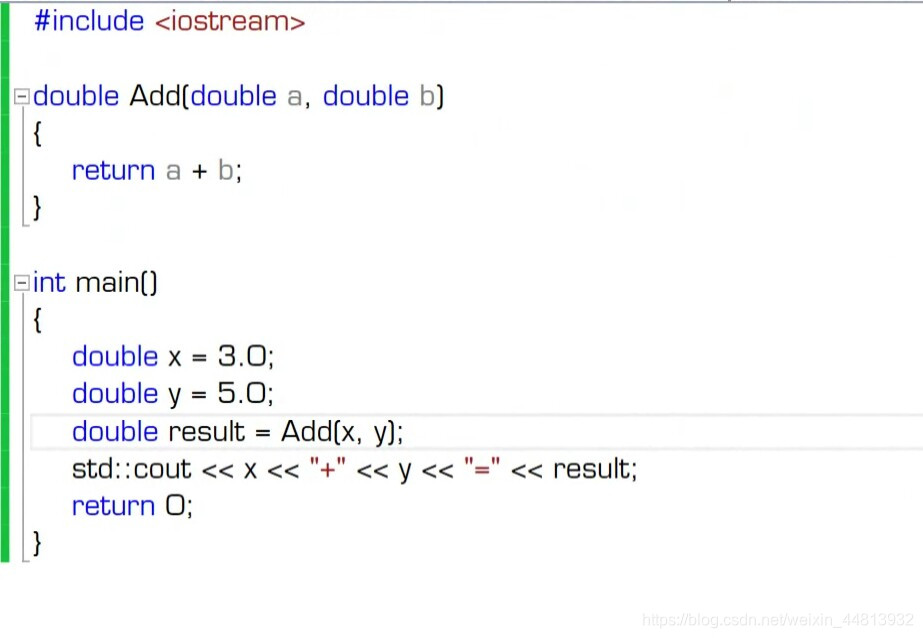 #include <iostream>
double Add(double a, double b)
{
return a + b;
}
int main()
{
double x = 3.0;
double y = 5.0;
double result = Add(x, y);
std::cout << x << "+" << y << "=" << result;
return 0;
}
https://blog.csdn.net/weixin_44813932